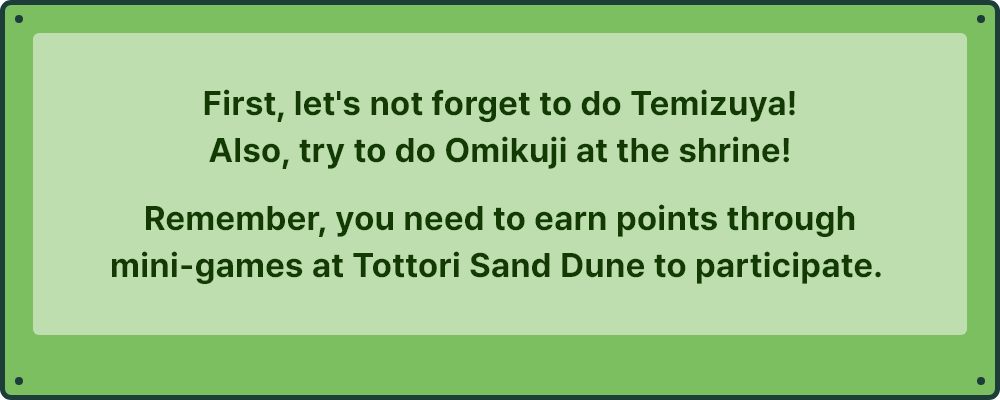 First, let's not forget to do Temizuya!
Also, try to do Omikuji at the shrine!
Remember, you need to earn points through
mini-games at Tottori Sand Dune to participate.